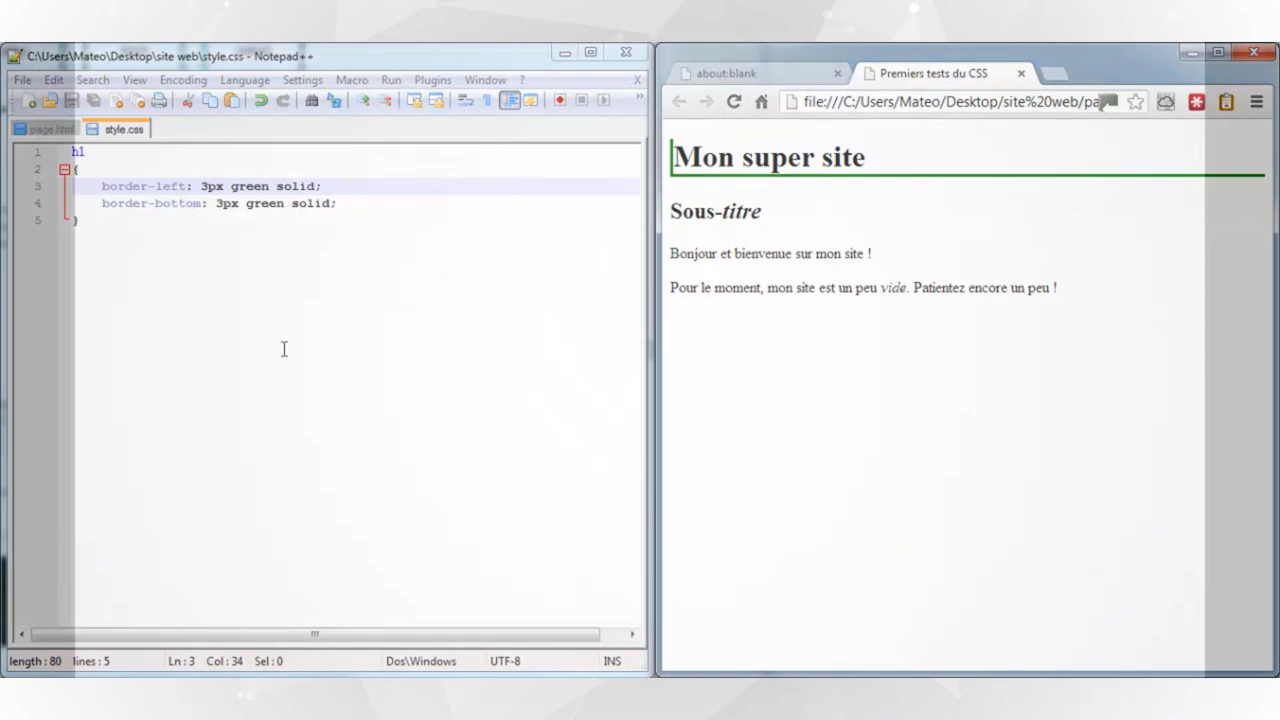 C:\Users\Mateo\Desktop\site web\style.css - Notepad++
File Edit Search View Encoding Language Settings Macro Run Plugins Window ? X
page.html style.css
1 h1
2 {
3 border-left: 3px green solid;
4 border-bottom: 3px green solid;
5 }
length : 80 lines : 5 Ln : 3 Col : 34 Sel : 0 Dos\Windows UTF-8 INS
about:blank Premiers tests du CSS
file:///C:/Users/Mateo/Desktop/site%20web/pa
Mon super site
Sous-titre
Bonjour et bienvenue sur mon site !
Pour le moment, mon site est un peu vide. Patientez encore un peu !